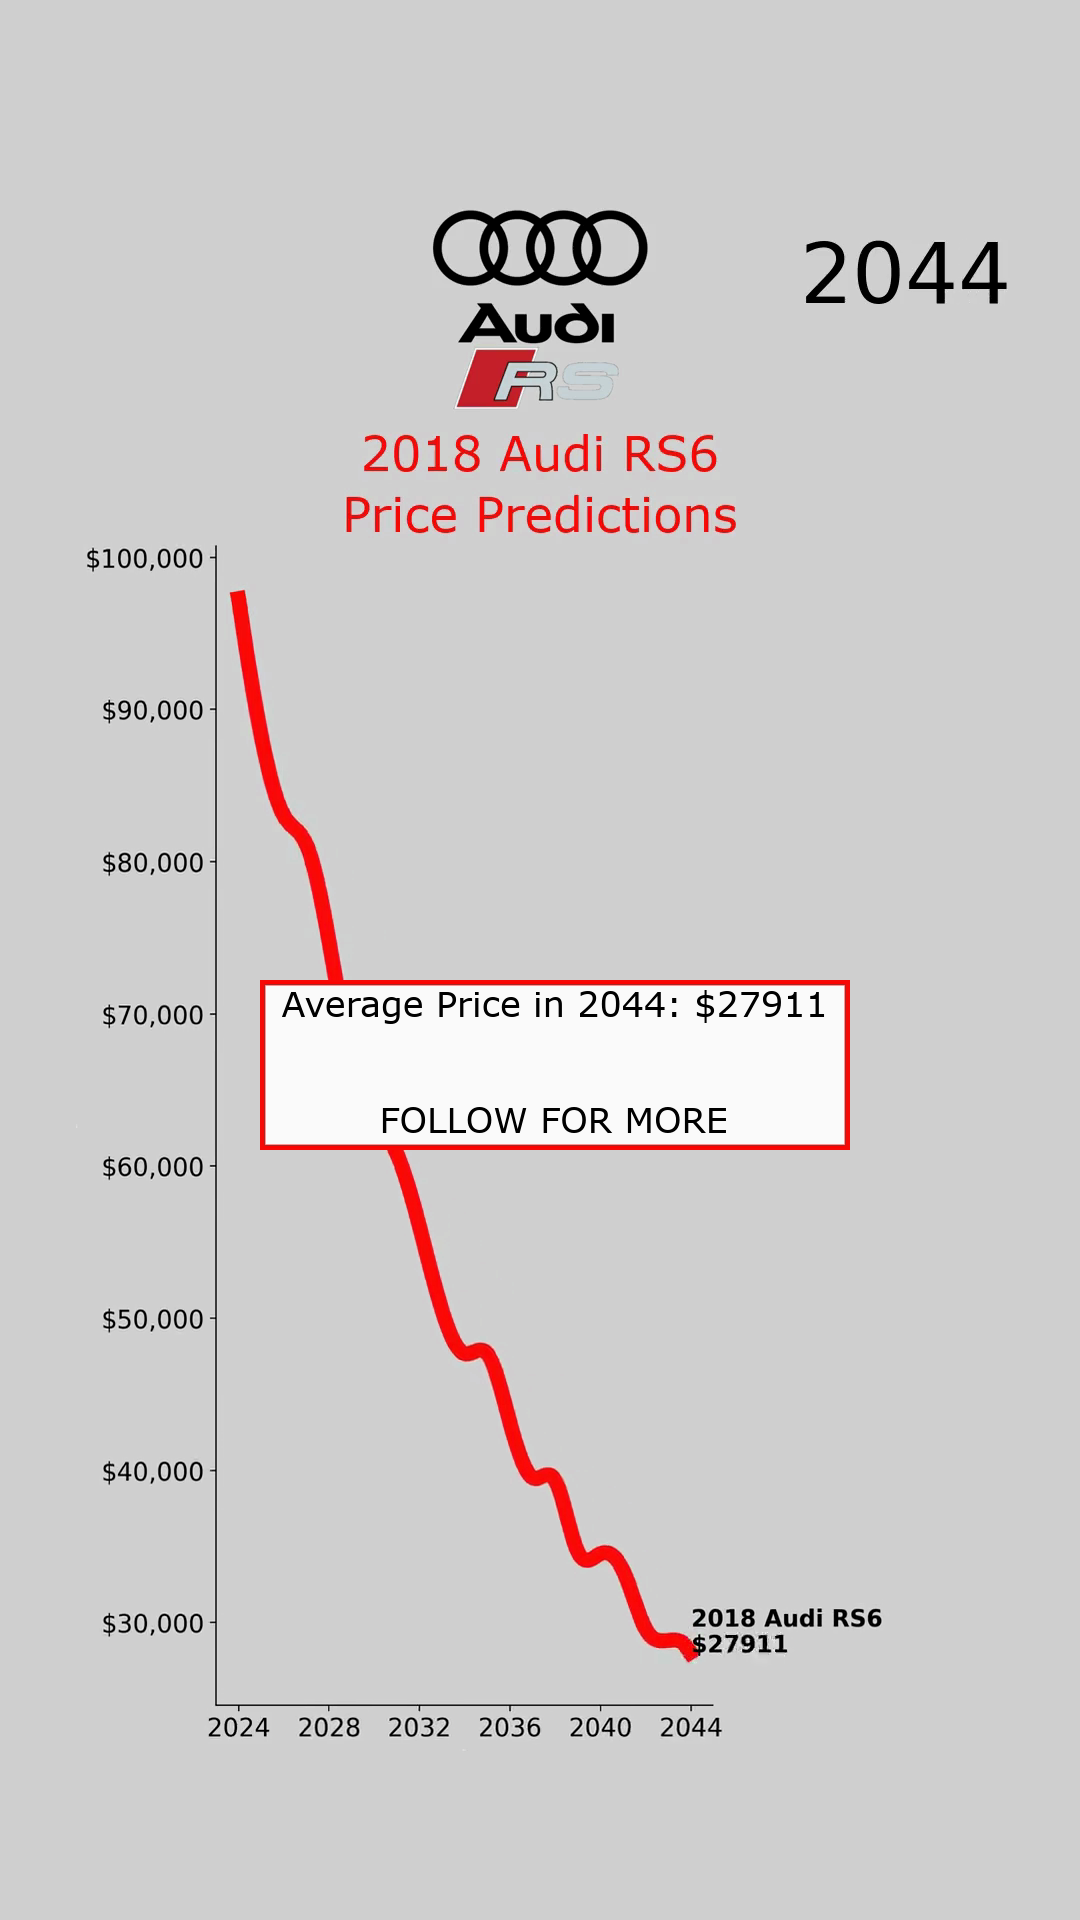 2044
Audi
RS
2018 Audi RS6
Price Predictions
$100,000
$90,000
$80,000
$70,000
$60,000
$50,000
$40,000
$30,000
Average Price in 2044: $27911
FOLLOW FOR MORE
2018 Audi RS6
$27911
2024 2028 2032 2036 2040 2044